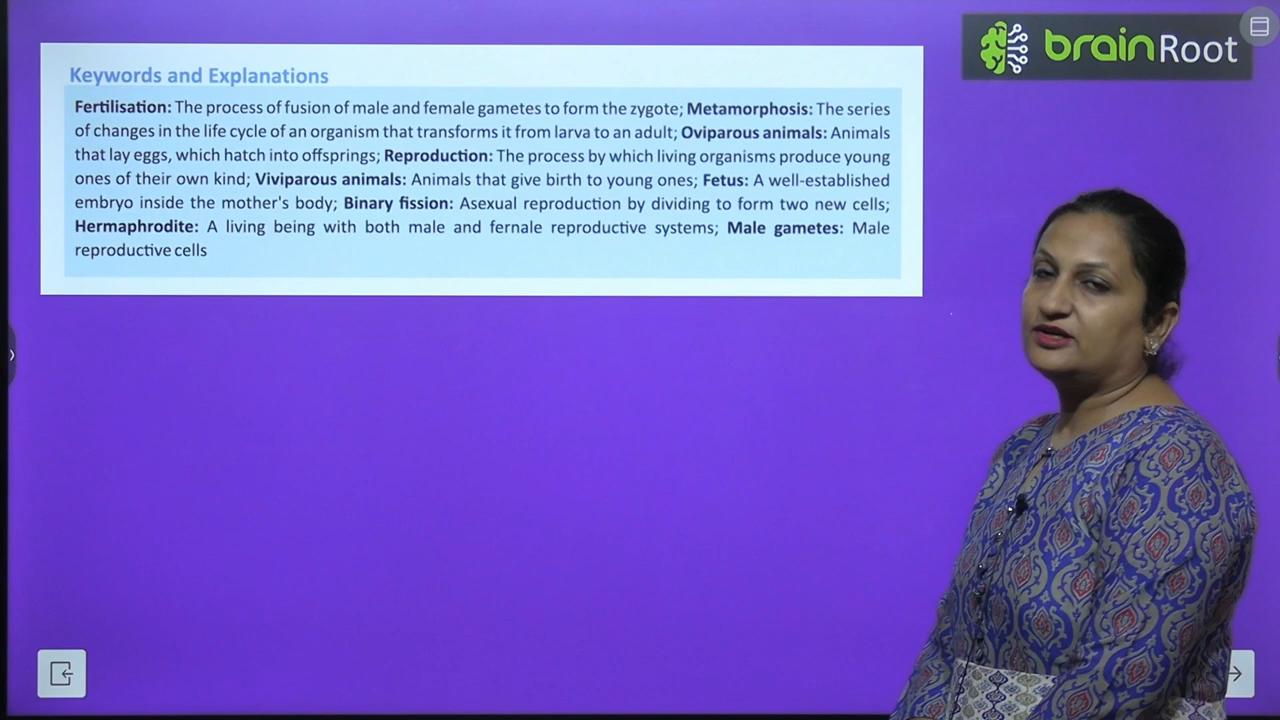 brainRoot
Keywords and Explanations
Fertilisation: The process of fusion of male and female gametes to form the zygote; Metamorphosis: The series
of changes in the life cycle of an organism that transforms it from larva to an adult; Oviparous animals: Animals
that lay eggs, which hatch into offsprings; Reproduction: The process by which living organisms produce young
ones of their own kind; Viviparous animals: Animals that give birth to young ones; Fetus: A well-established
embryo inside the mother's body; Binary fission: Asexual reproduction by dividing to form two new cells;
Hermaphrodite: A living being with both male and fernale reproductive systems; Male gametes: Male
reproductive cells